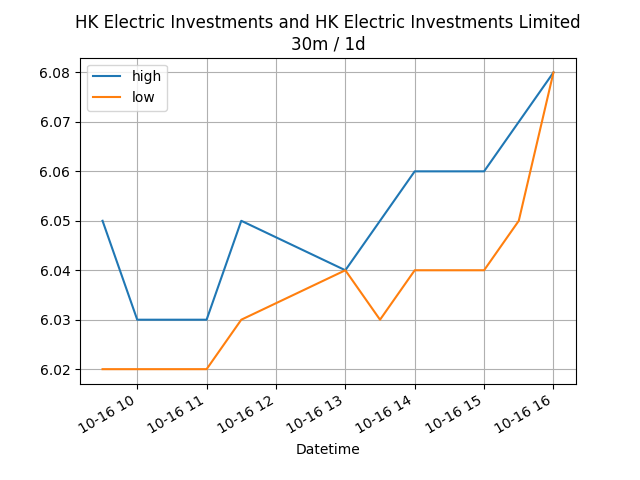 HK Electric Investments and HK Electric Investments Limited
30m / 1d
high
low
6.08
6.07
6.06
6.05
6.04
6.03
6.02
10-16 10
10-16 11
10-16 12
10-16 13
10-16 14
10-16 15
10-16 16
Datetime